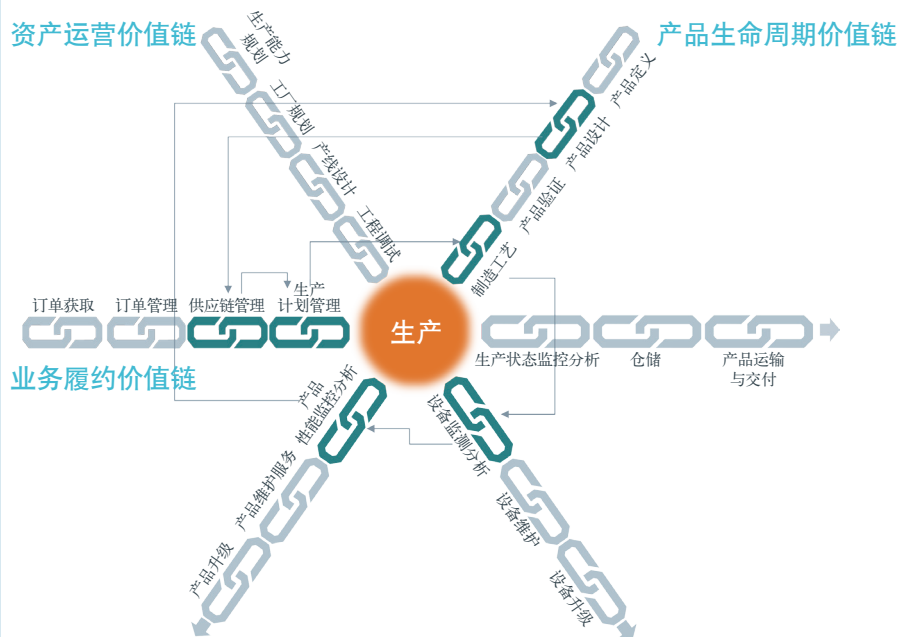 资产运营价值链
产品生命周期价值链
生产能力
规划
工厂规划
产线设计
工程调试
产品定义
产品设计
产品验证
制造工艺
订单获取
订单管理
供应链管理
生产
计划管理
生产
生产状态监控分析
仓储
产品运输
与交付
业务履约价值链
产品
性能监控分析
产品维护服务
产品升级
设备监测分析
设备维护
设备升级